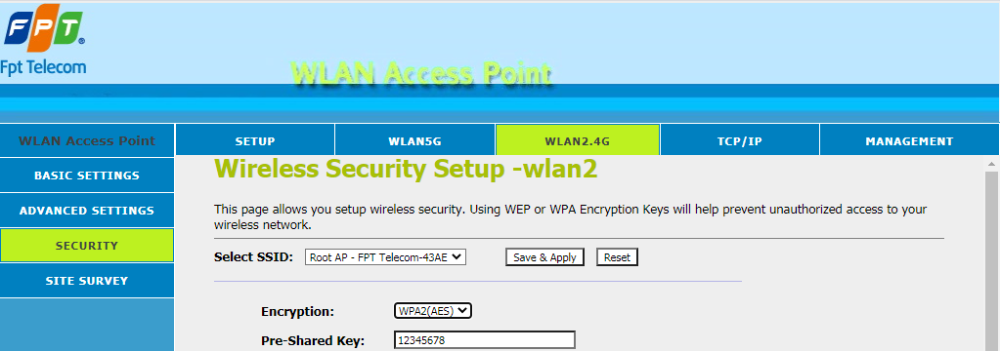 FPT
Fpt Telecom
WLAN Access Point
WLAN Access Point
SETUP
WLAN5G
WLAN2.4G
TCP/IP
MANAGEMENT
BASIC SETTINGS
ADVANCED SETTINGS
SECURITY
SITE SURVEY
Wireless Security Setup -wlan2
This page allows you setup wireless security. Using WEP or WPA Encryption Keys will help prevent unauthorized access to your
wireless network.
Select SSID: Root AP - FPT Telecom-43AE Save & Apply Reset
Encryption: WPA2(AES)
Pre-Shared Key: 12345678